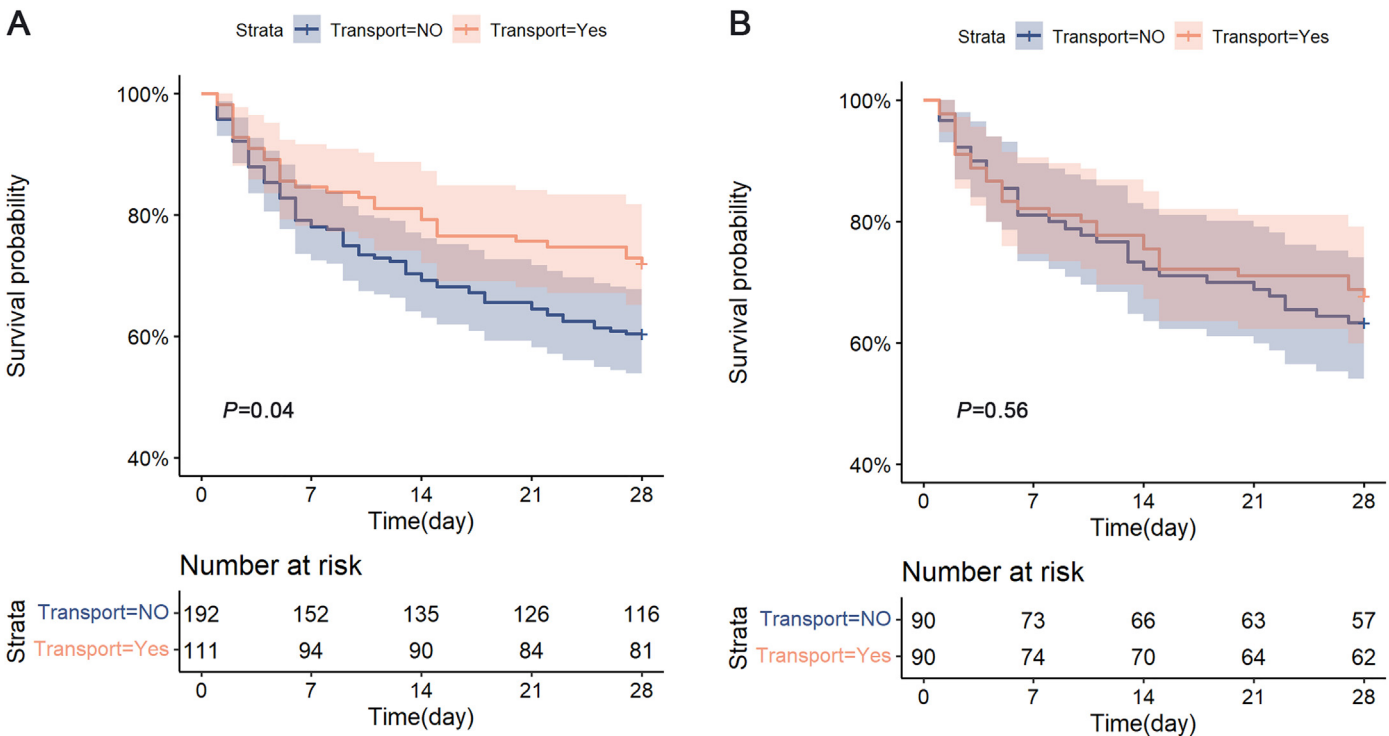 A
Strata Transport=NO Transport=Yes
100%
80%
60%
40%
Survival probability
P=0.04
0 7 14 21 28
Time(day)
Number at risk
Strata
Transport=NO 192 152 135 126 116
Transport=Yes 111 94 90 84 81
0 7 14 21 28
Time(day)
B
Strata Transport=NO Transport=Yes
100%
80%
60%
40%
Survival probability
P=0.56
0 7 14 21 28
Time(day)
Number at risk
Strata
Transport=NO 90 73 66 63 57
Transport=Yes 90 74 70 64 62
0 7 14 21 28
Time(day)